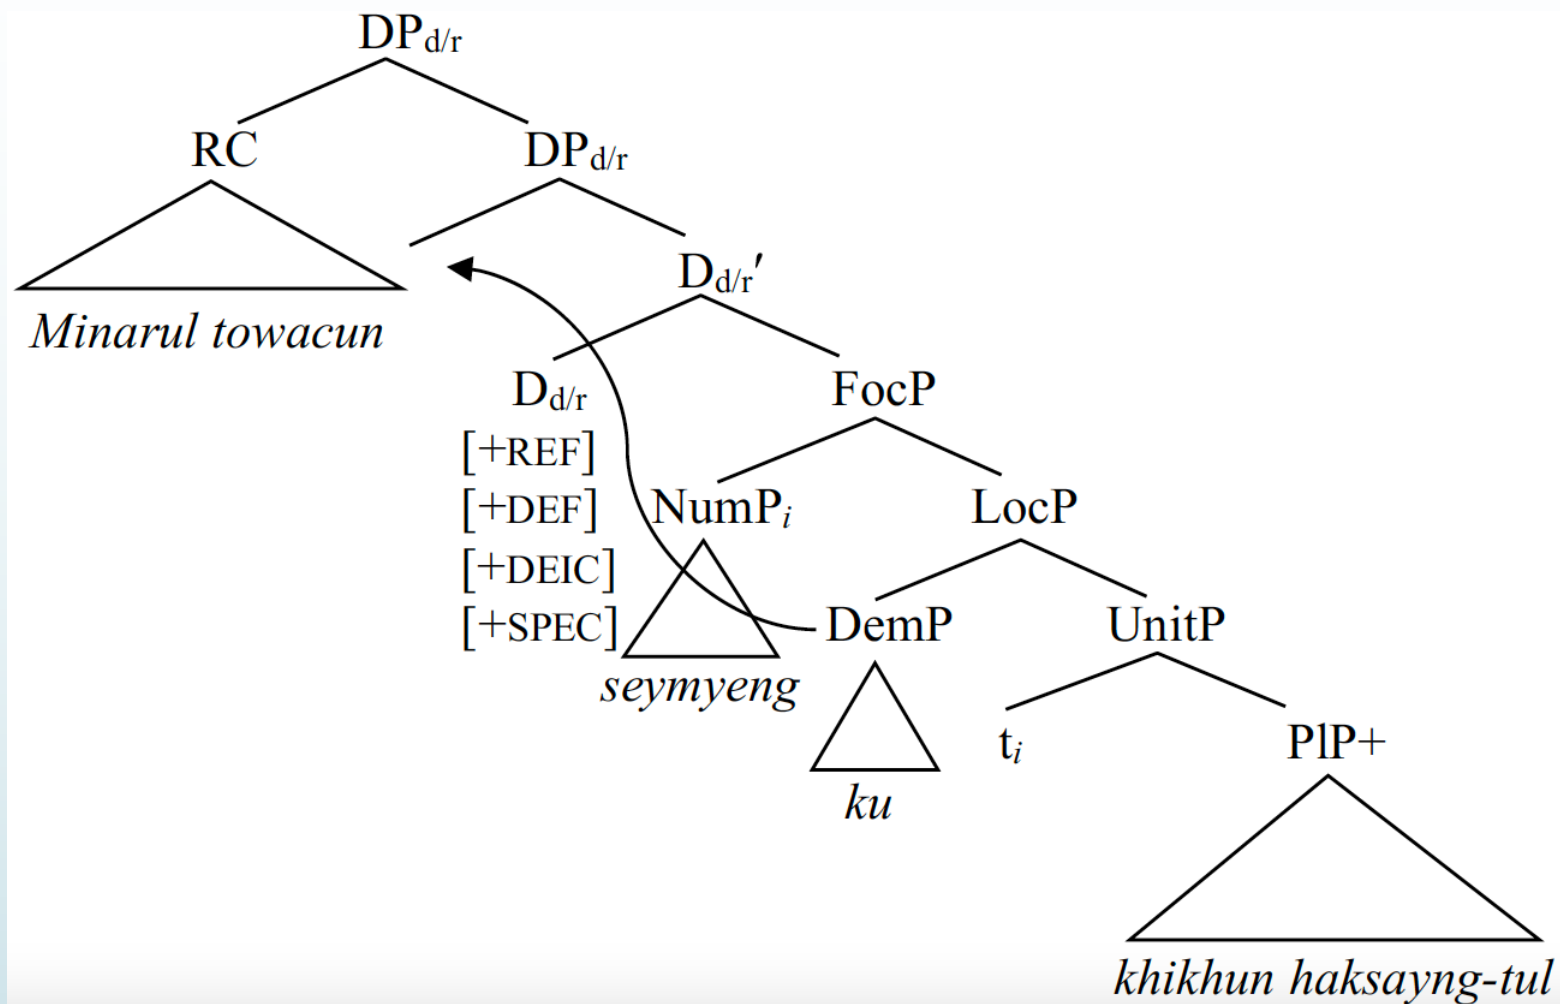 DPd/r
RC DPd/r
Dd/r′
Minarul towacun
Dd/r FocP
[+REF]
[+DEF] NumPi LocP
[+DEIC]
[+SPEC] DemP UnitP
seymyeng
ti PlP+
ku
khikhun haksayng-tul